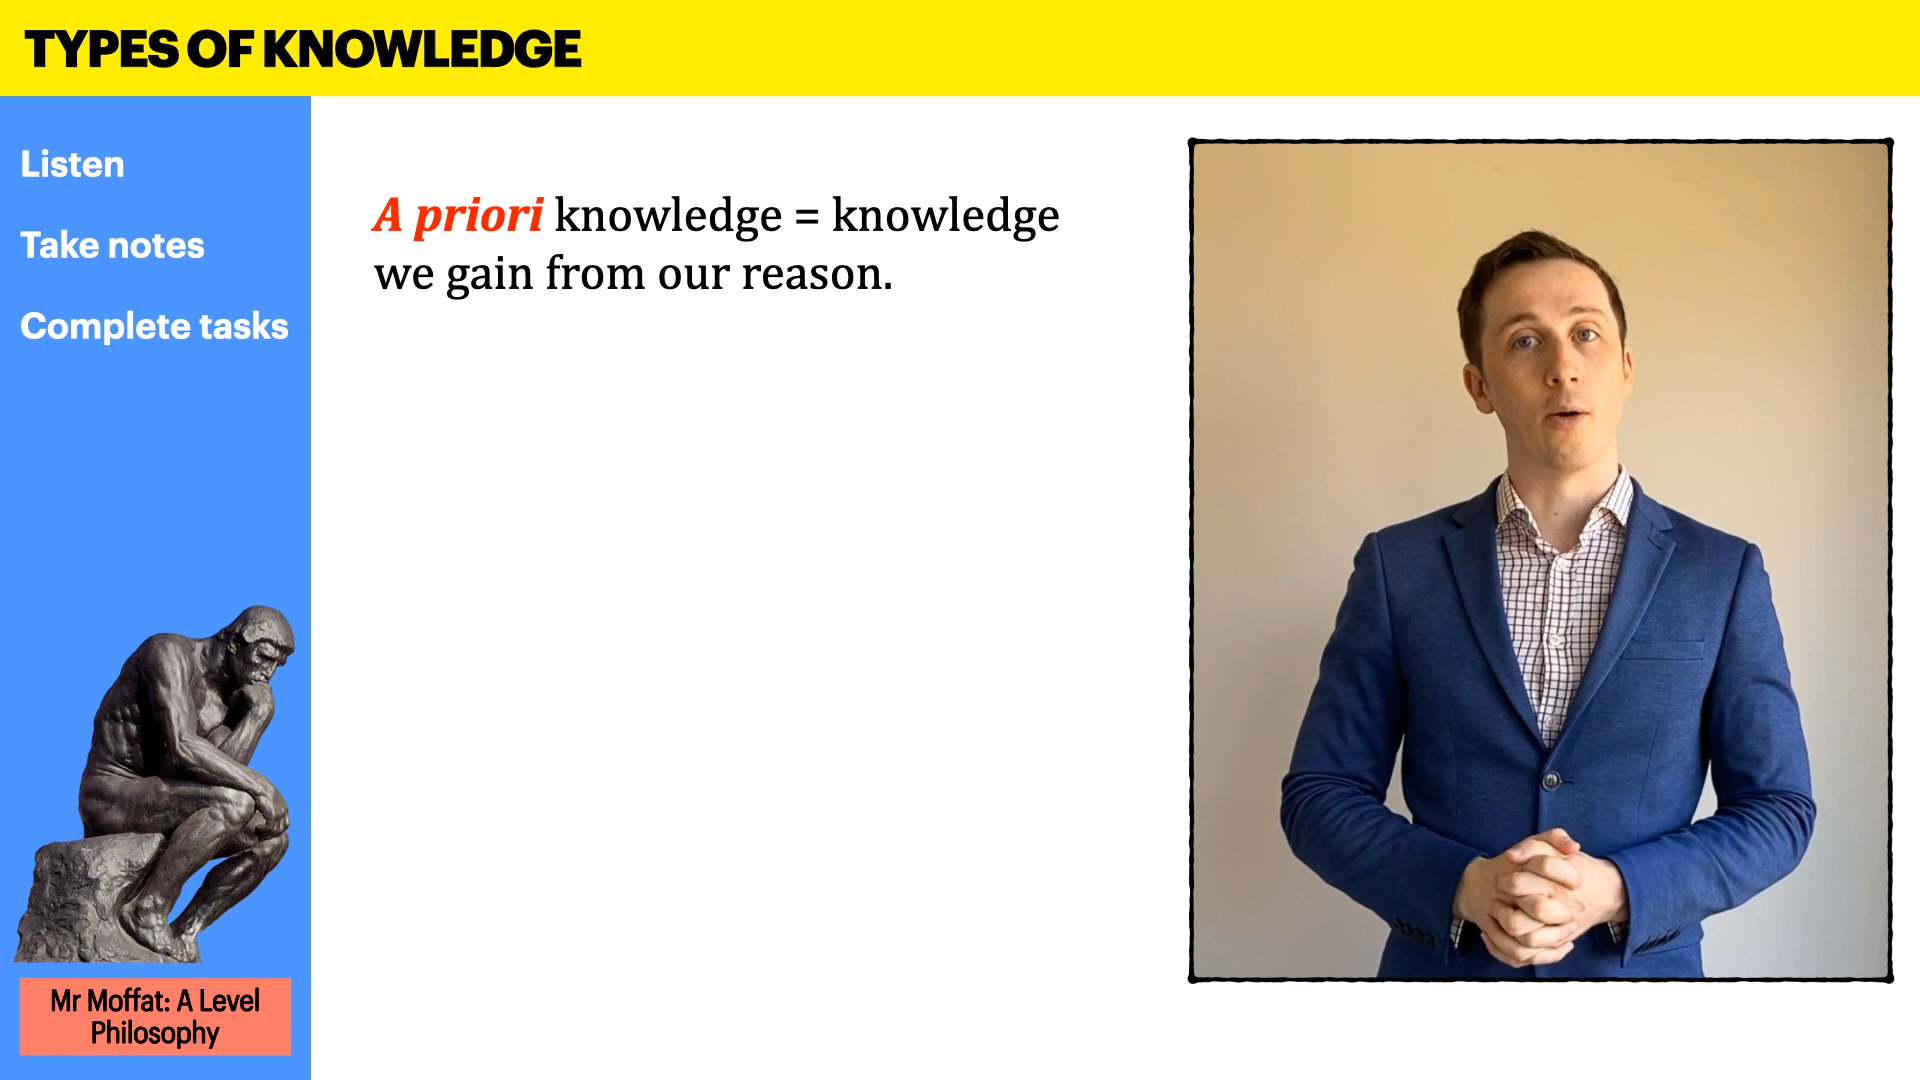 TYPES OF KNOWLEDGE
Listen
Take notes
Complete tasks
A priori knowledge = knowledge
we gain from our reason.
Mr Moffat: A Level
Philosophy